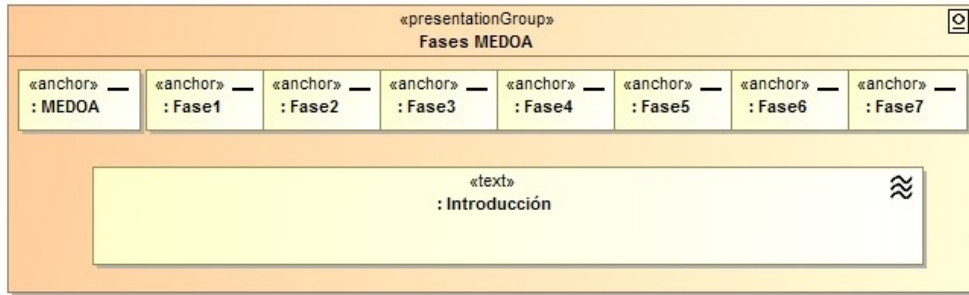 «presentationGroup»
Fases MEDOA
«anchor» «anchor» «anchor» «anchor» «anchor» «anchor» «anchor» «anchor»
: MEDOA : Fase1 : Fase2 : Fase3 : Fase4 : Fase5 : Fase6 : Fase7
«text»
: Introducción